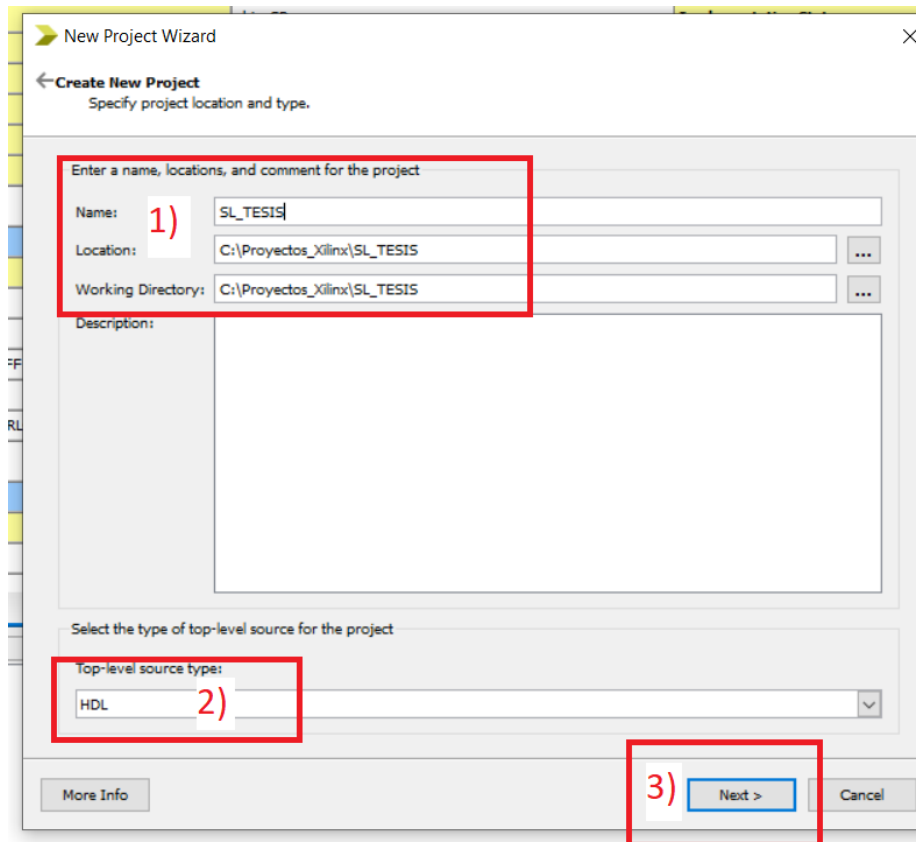 New Project Wizard
Create New Project
Specify project location and type.
Enter a name, locations, and comment for the project
Name: 1) SL_TESIS
Location: C:\Proyectos_Xilinx\SL_TESIS ...
Working Directory: C:\Proyectos_Xilinx\SL_TESIS ...
Description:
FF
RL
Select the type of top-level source for the project
Top-level source type:
HDL 2)
More Info 3) Next > Cancel